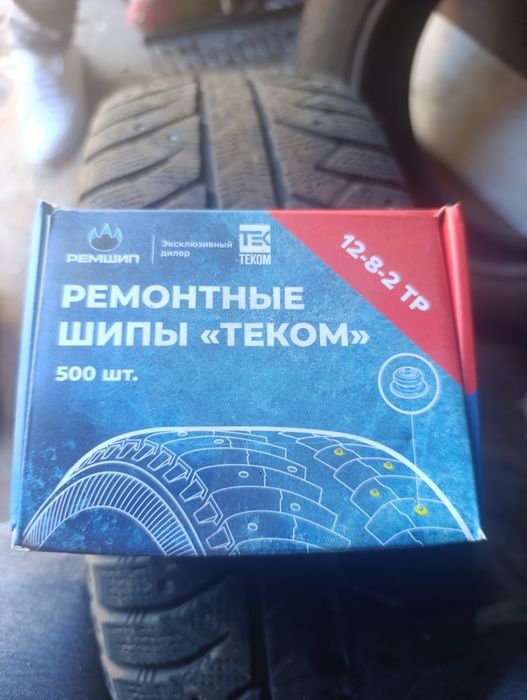 РЕМШИП
Эксклюзивный
дилер
ТЕКОМ
12-8-2 ТР
РЕМОНТНЫЕ
ШИПЫ «ТЕКОМ»
500 шт.